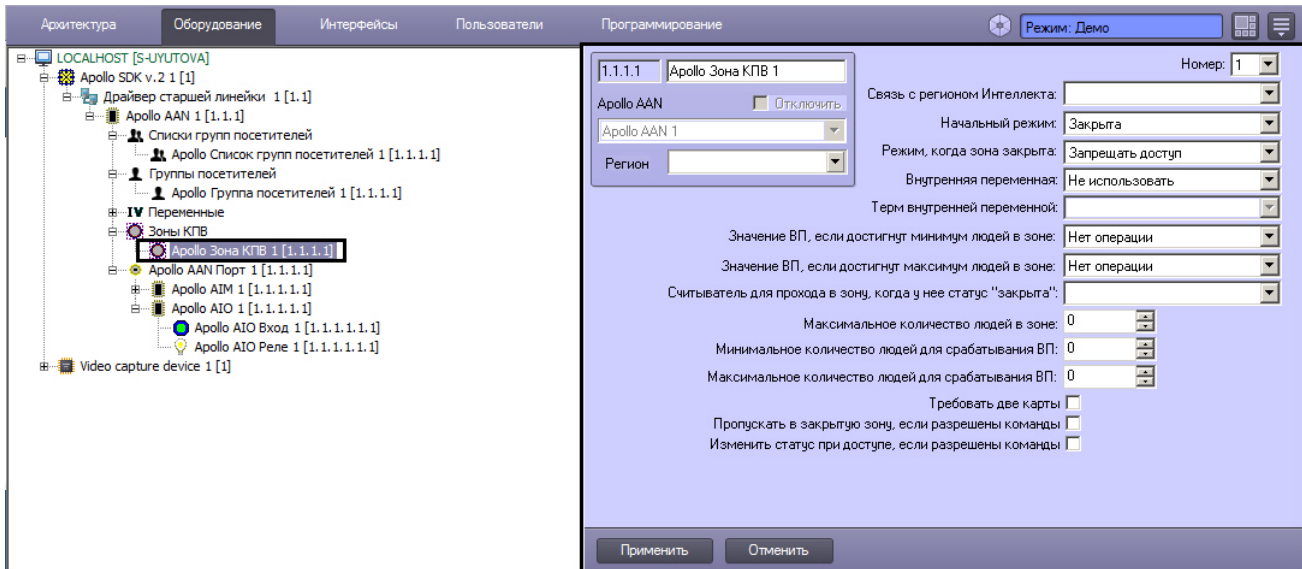 Архитектура Оборудование Интерфейсы Пользователи Программирование Режим: Демо
LOCALHOST [S-UYUTOVA]
Apollo SDK v.2 1 [1]
Драйвер старшей линейки 1 [1.1]
Apollo AAN 1 [1.1.1]
Списки групп посетителей
Apollo Список групп посетителей 1 [1.1.1.1]
Группы посетителей
Apollo Группа посетителей 1 [1.1.1.1]
IV Переменные
Зоны КПВ
Apollo Зона КПВ 1 [1.1.1.1]
Apollo AAN Порт 1 [1.1.1.1]
Apollo AIM 1 [1.1.1.1.1]
Apollo AIO 1 [1.1.1.1.1]
Apollo AIO Вход 1 [1.1.1.1.1.1]
Apollo AIO Реле 1 [1.1.1.1.1.1]
Video capture device 1 [1]
1.1.1.1 Apollo Зона КПВ 1
Apollo AAN Отключить
Apollo AAN 1
Регион
Номер: 1
Связь с регионом Интеллекта:
Начальный режим: Закрыта
Режим, когда зона закрыта: Запрещать доступ
Внутренняя переменная: Не использовать
Терм внутренней переменной:
Значение ВП, если достигнут минимум людей в зоне: Нет операции
Значение ВП, если достигнут максимум людей в зоне: Нет операции
Считыватель для прохода в зону, когда у нее статус "закрыта":
Максимальное количество людей в зоне: 0
Минимальное количество людей для срабатывания ВП: 0
Максимальное количество людей для срабатывания ВП: 0
Требовать две карты
Пропускать в закрытую зону, если разрешены команды
Изменить статус при доступе, если разрешены команды
Применить Отменить